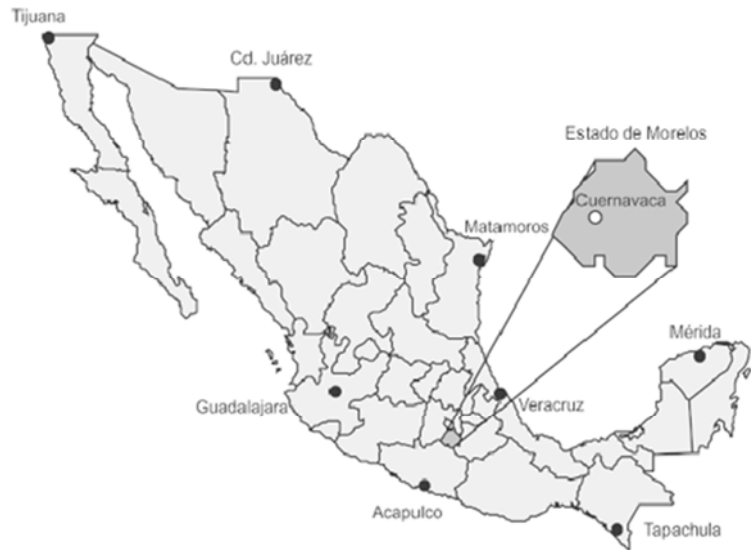 Tijuana
Cd. Juárez
Estado de Morelos
Cuernavaca
Matamoros
Mérida
Guadalajara
Veracruz
Acapulco
Tapachula